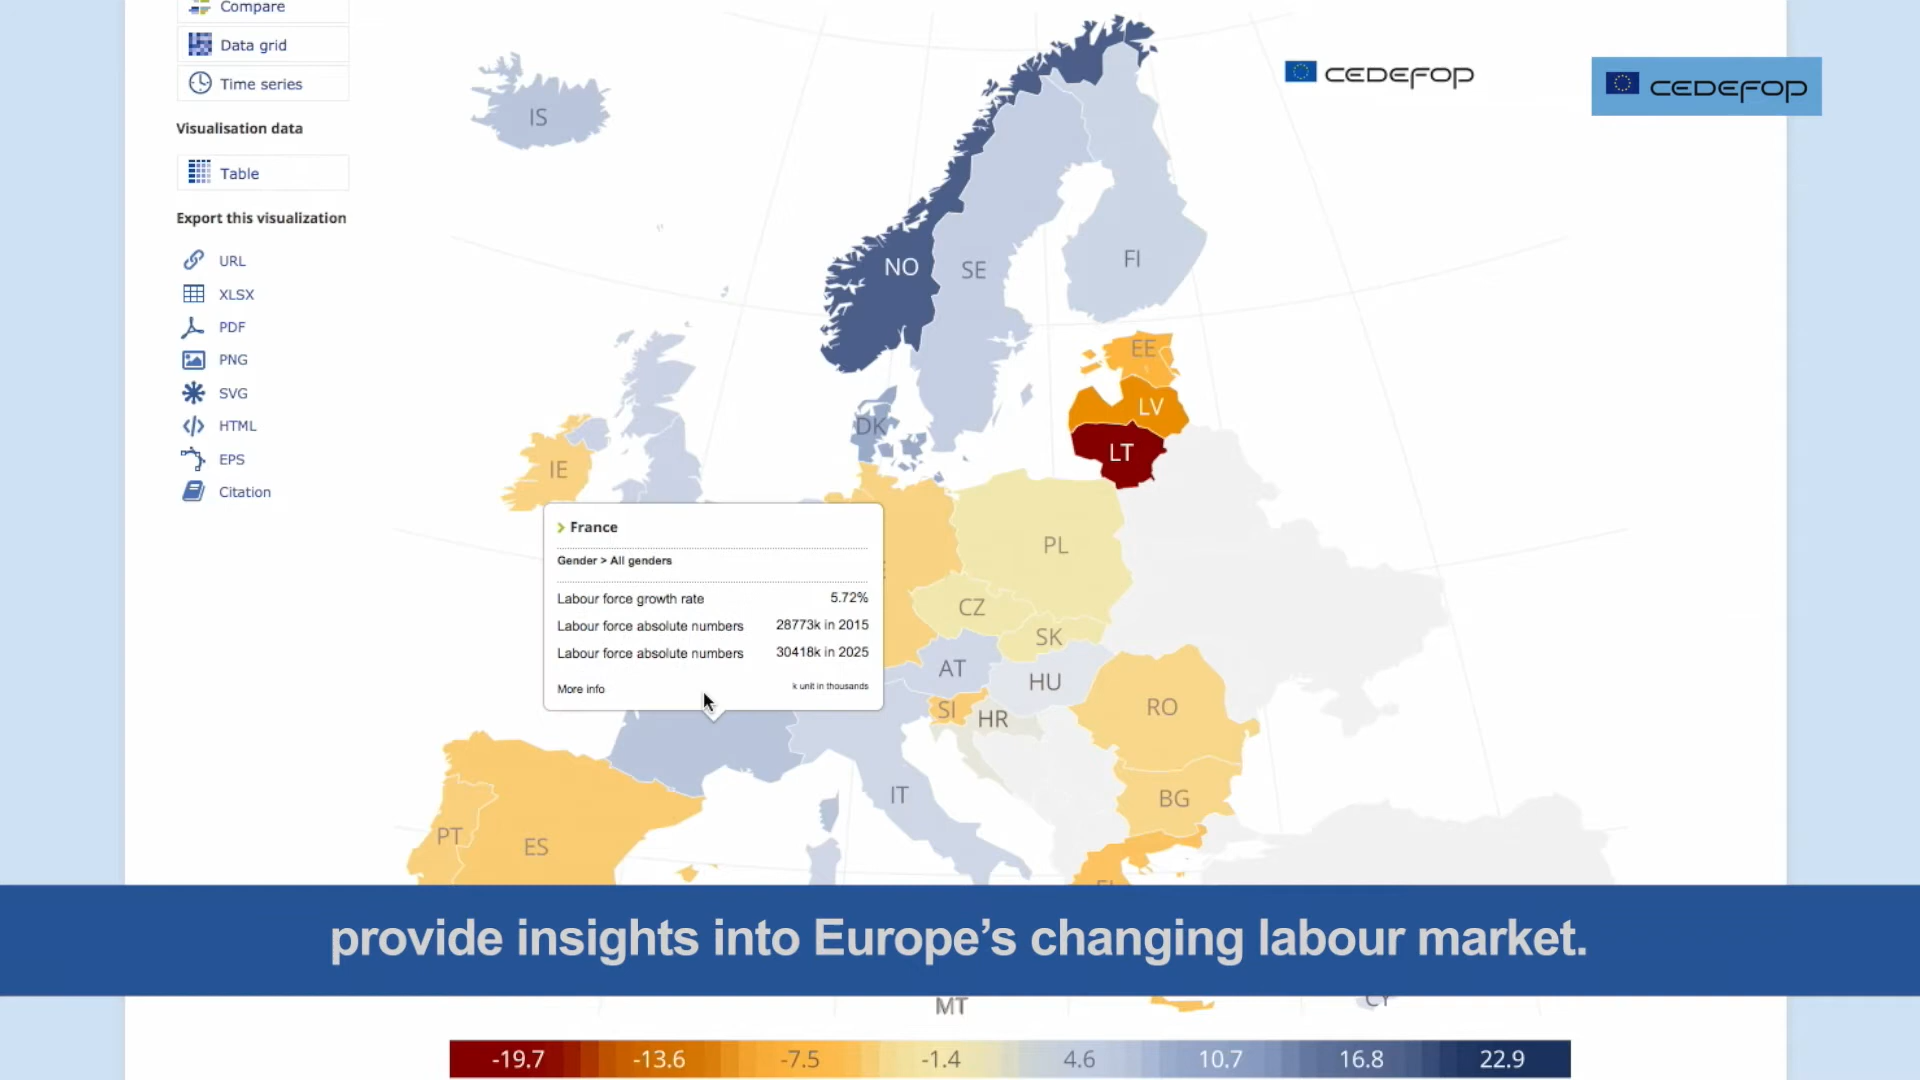 Compare
Data grid
Time series
Visualisation data
Table
Export this visualization
URL
XLSX
PDF
PNG
SVG
HTML
EPS
Citation
CEDEFOP
CEDEFOP
IS
NO
SE
FI
EE
LV
LT
DK
IE
PL
CZ
SK
AT
HU
SI
HR
RO
IT
BG
PT
ES
France
Gender > All genders
Labour force growth rate 5.72%
Labour force absolute numbers 28773k in 2015
Labour force absolute numbers 30418k in 2025
More info k unit in thousands
provide insights into Europe’s changing labour market.
MT
CY
-19.7 -13.6 -7.5 -1.4 4.6 10.7 16.8 22.9